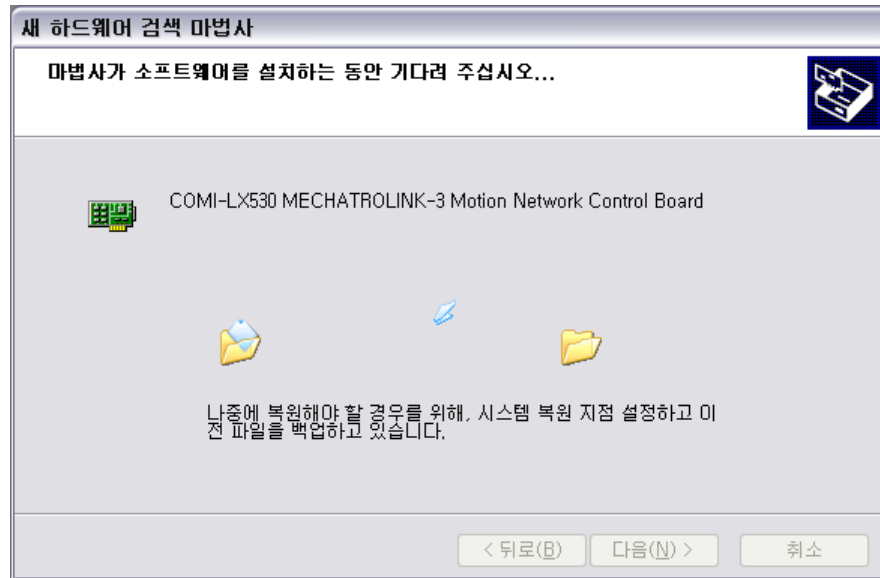 새 하드웨어 검색 마법사
마법사가 소프트웨어를 설치하는 동안 기다려 주십시오...
COMI-LX530 MECHATROLINK-3 Motion Network Control Board
나중에 복원해야 할 경우를 위해, 시스템 복원 지점 설정하고 이
전 파일을 백업하고 있습니다.
< 뒤로(B) 다음(N) > 취소